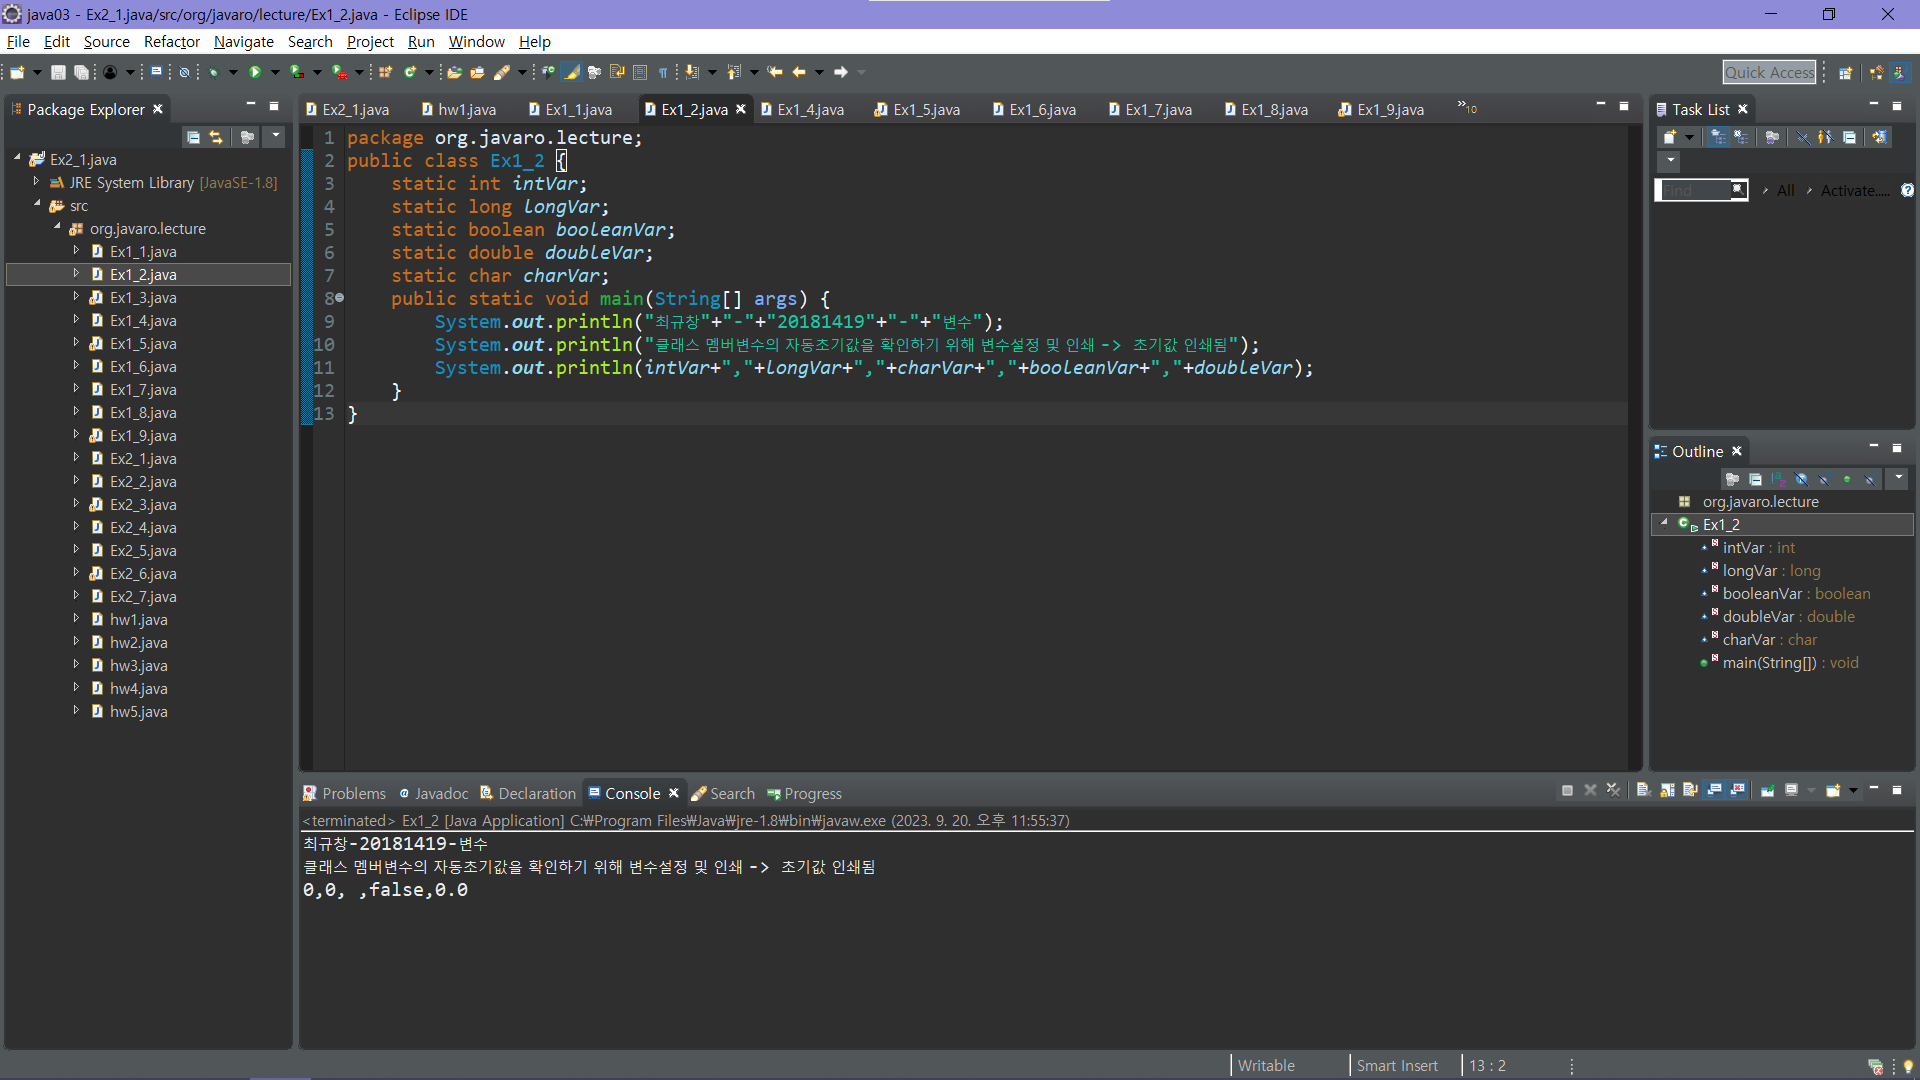 java03 - Ex2_1.java/src/org/javaro/lecture/Ex1_2.java - Eclipse IDE
File Edit Source Refactor Navigate Search Project Run Window Help
Quick Access
Package Explorer
Ex2_1.java
JRE System Library [JavaSE-1.8]
src
org.javaro.lecture
Ex1_1.java
Ex1_2.java
Ex1_3.java
Ex1_4.java
Ex1_5.java
Ex1_6.java
Ex1_7.java
Ex1_8.java
Ex1_9.java
Ex2_1.java
Ex2_2.java
Ex2_3.java
Ex2_4.java
Ex2_5.java
Ex2_6.java
Ex2_7.java
hw1.java
hw2.java
hw3.java
hw4.java
hw5.java
Ex2_1.java hw1.java Ex1_1.java Ex1_2.java Ex1_4.java Ex1_5.java Ex1_6.java Ex1_7.java Ex1_8.java Ex1_9.java »10
1 package org.javaro.lecture;
2 public class Ex1_2 {
3 static int intVar;
4 static long longVar;
5 static boolean booleanVar;
6 static double doubleVar;
7 static char charVar;
8 public static void main(String[] args) {
9 System.out.println("최규창"+"-"+"20181419"+"-"+"변수");
10 System.out.println("클래스 멤버변수의 자동초기값을 확인하기 위해 변수설정 및 인쇄 -> 초기값 인쇄됨");
11 System.out.println(intVar+","+longVar+","+charVar+","+booleanVar+","+doubleVar);
12 }
13 }
Task List
Find All Activate.....
Outline
org.javaro.lecture
Ex1_2
intVar : int
longVar : long
booleanVar : boolean
doubleVar : double
charVar : char
main(String[]) : void
Problems Javadoc Declaration Console Search Progress
<terminated> Ex1_2 [Java Application] C:₩Program Files₩Java₩jre-1.8₩bin₩javaw.exe (2023. 9. 20. 오후 11:55:37)
최규창-20181419-변수
클래스 멤버변수의 자동초기값을 확인하기 위해 변수설정 및 인쇄 -> 초기값 인쇄됨
0,0, ,false,0.0
Writable Smart Insert 13 : 2